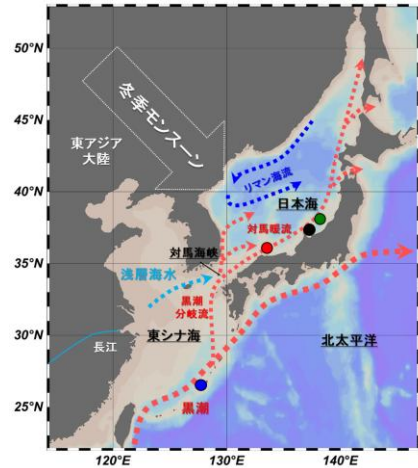 50°N
45°N
40°N
35°N
30°N
25°N
冬季モンスーン
東アジア
大陸
リマン海流
日本海
対馬暖流
対馬海峡
浅層海水
黒潮
分岐流
東シナ海
長江
北太平洋
黒潮
120°E
130°E
140°E